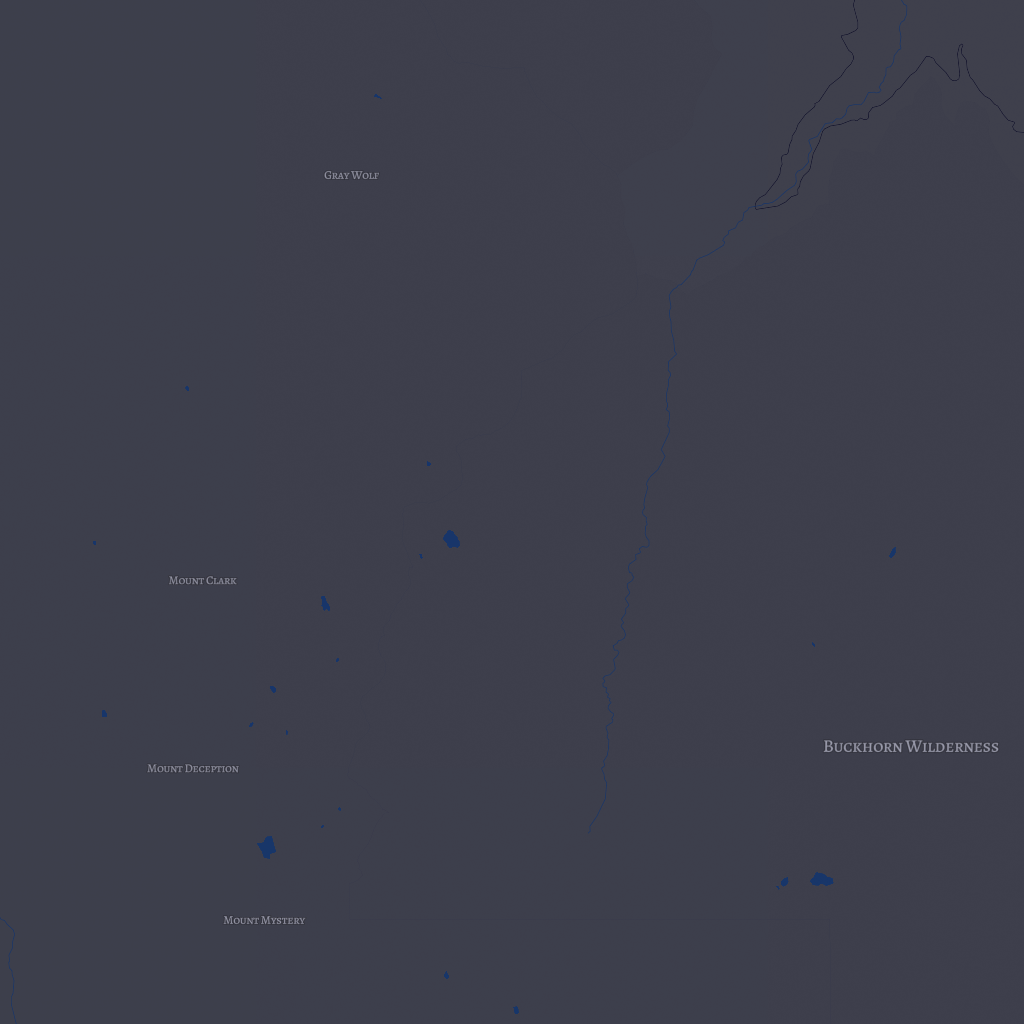 Gray Wolf
Mount Clark
Buckhorn Wilderness
Mount Deception
Mount Mystery